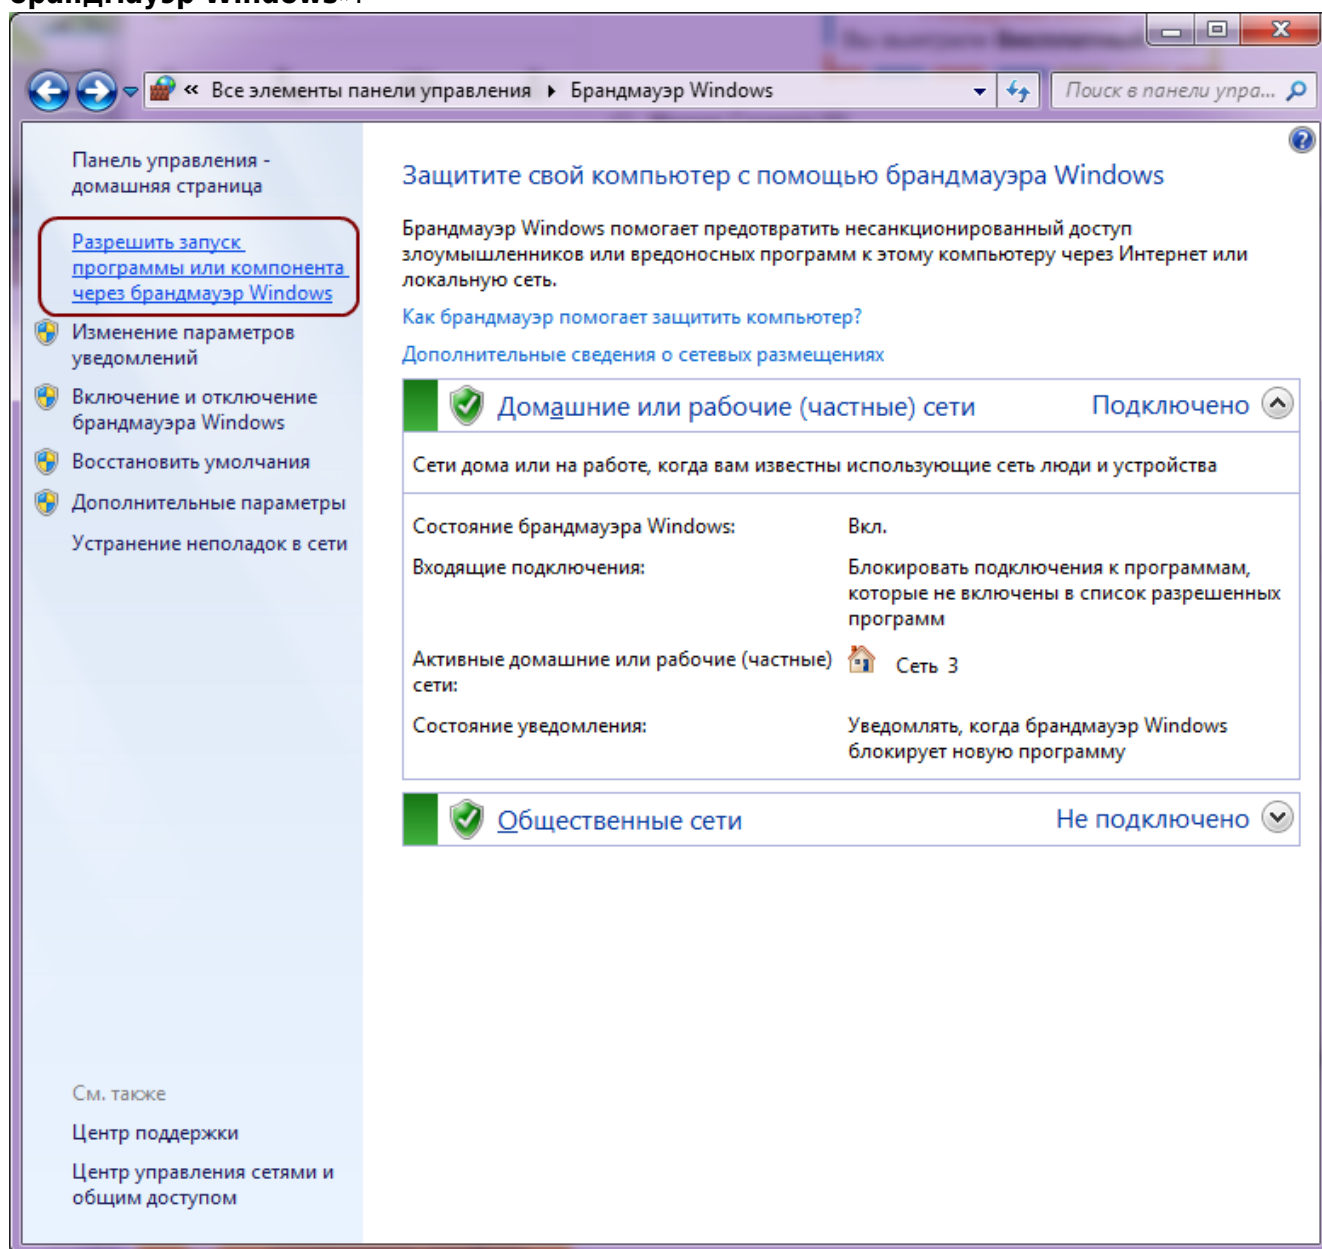 брандмауэр Windows»:
« Все элементы панели управления Брандмауэр Windows
Поиск в панели упра...
Панель управления -
домашняя страница
Разрешить запуск
программы или компонента
через брандмауэр Windows
Изменение параметров
уведомлений
Включение и отключение
брандмауэра Windows
Восстановить умолчания
Дополнительные параметры
Устранение неполадок в сети
См. также
Центр поддержки
Центр управления сетями и
общим доступом
Защитите свой компьютер с помощью брандмауэра Windows
Брандмауэр Windows помогает предотвратить несанкционированный доступ
злоумышленников или вредоносных программ к этому компьютеру через Интернет или
локальную сеть.
Как брандмауэр помогает защитить компьютер?
Дополнительные сведения о сетевых размещениях
Домашние или рабочие (частные) сети Подключено
Сети дома или на работе, когда вам известны использующие сеть люди и устройства
Состояние брандмауэра Windows: Вкл.
Входящие подключения: Блокировать подключения к программам,
которые не включены в список разрешенных
программ
Активные домашние или рабочие (частные) Сеть 3
сети:
Состояние уведомления: Уведомлять, когда брандмауэр Windows
блокирует новую программу
Общественные сети Не подключено